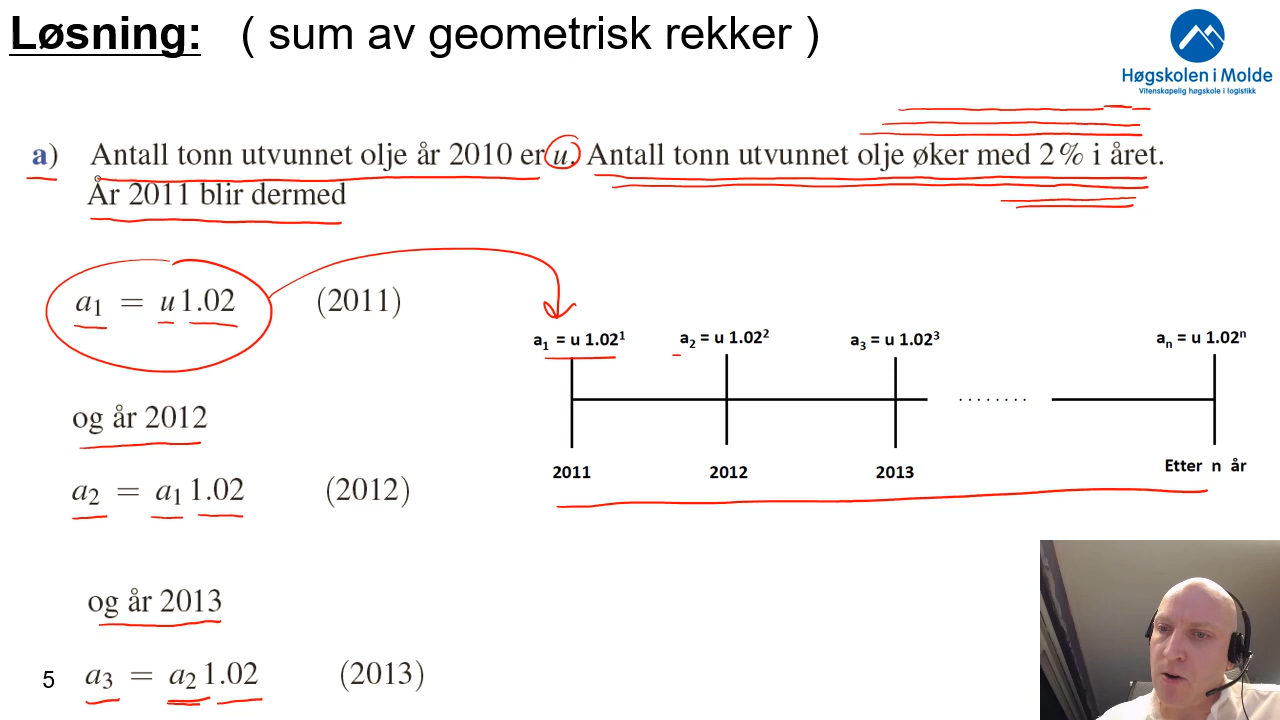 Løsning: ( sum av geometrisk rekker )
Høgskolen i Molde
Vitenskapelig høgskole i logistikk
a) Antall tonn utvunnet olje år 2010 er u. Antall tonn utvunnet olje øker med 2 % i året.
År 2011 blir dermed
a₁ = u 1.02 (2011)
a₁ = u 1.02¹ a₂ = u 1.02² a₃ = u 1.02³ aₙ = u 1.02ⁿ
........
2011 2012 2013 Etter n år
og år 2012
a₂ = a₁ 1.02 (2012)
og år 2013
a₃ = a₂ 1.02 (2013)
5